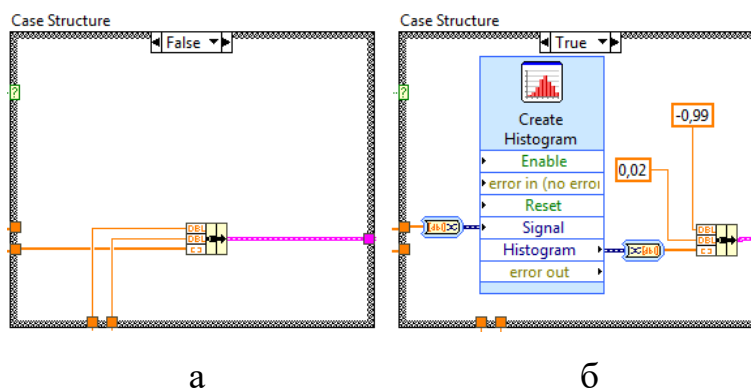 Case Structure
False
?
DBL
DBL
[ ]
а
Case Structure
True
?
Create
Histogram
Enable
error in (no erro
Reset
Signal
Histogram
error out
-0,99
0,02
DBL
DBL
[ ]
б